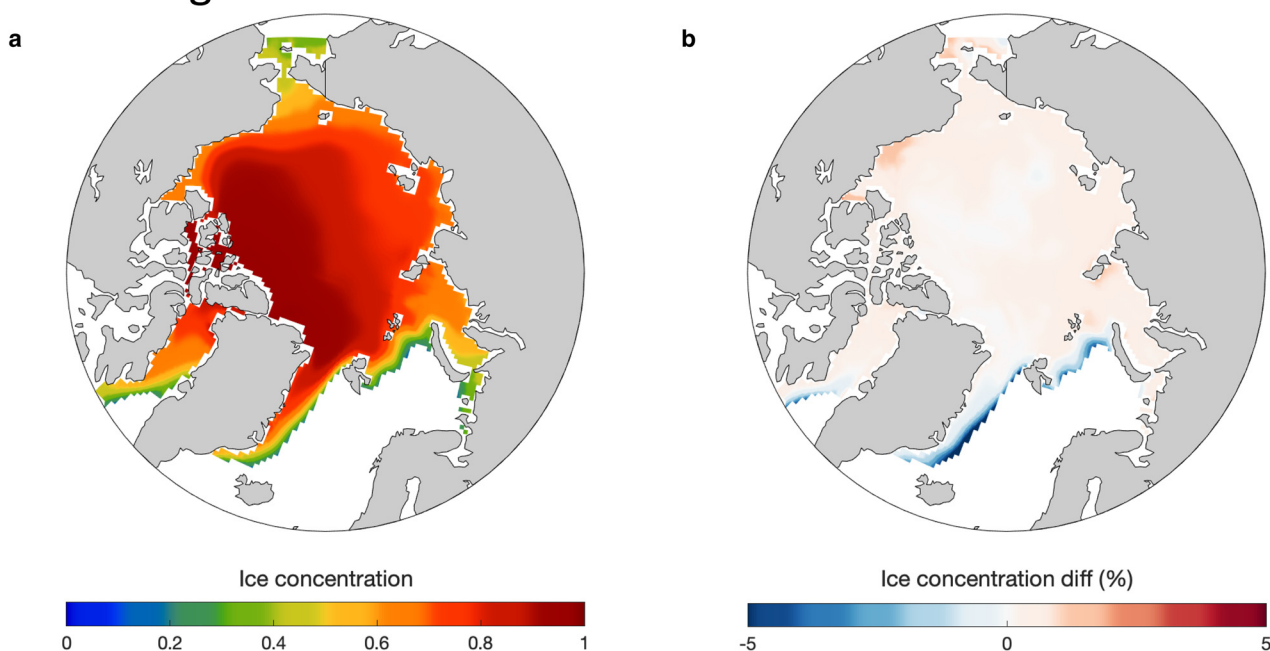 a
b
Ice concentration
0 0.2 0.4 0.6 0.8 1
Ice concentration diff (%)
-5 0 5